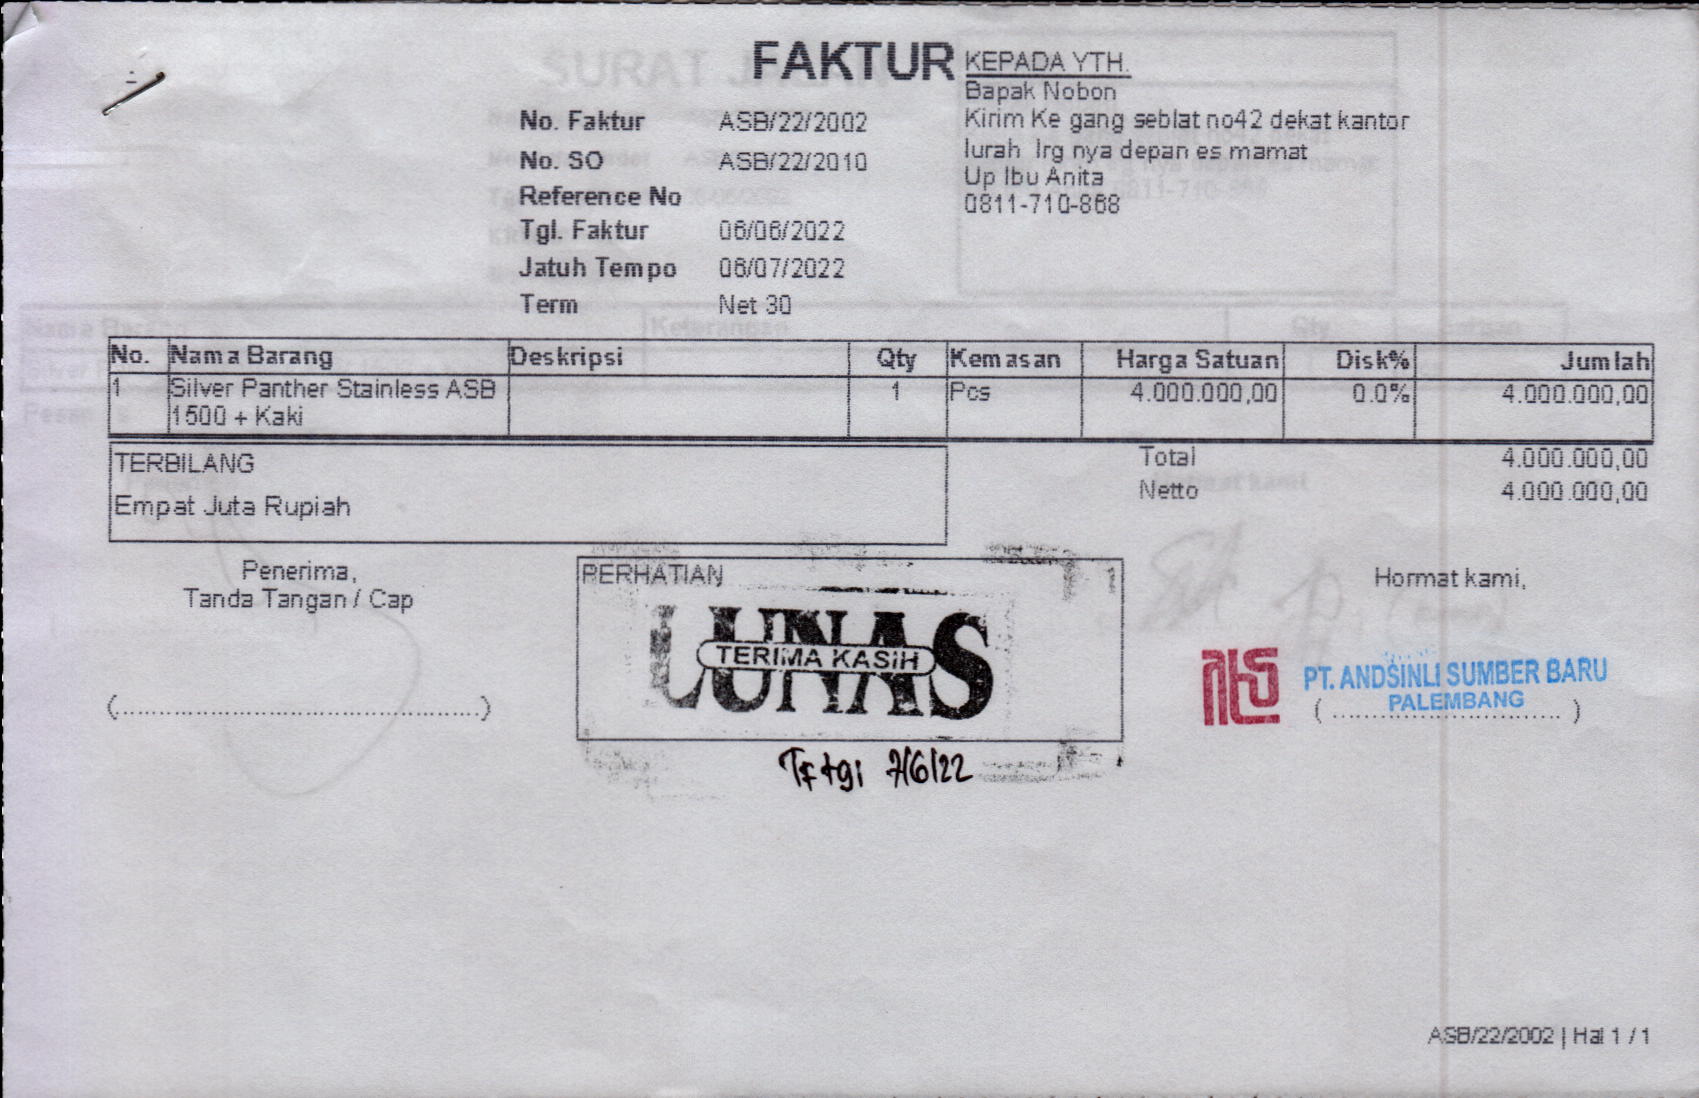 FAKTUR
KEPADA YTH.
Bapak Nobon
Kirim Ke gang seblat no42 dekat kantor
lurah lrg nya depan es mamat
Up Ibu Anita
0811-710-868
No. Faktur ASB/22/2002
No. SO ASB/22/2010
Reference No
Tgl. Faktur 06/06/2022
Jatuh Tempo 06/07/2022
Term Net 30
No. Nama Barang Deskripsi Qty Kemasan Harga Satuan Disk% Jumlah
1 Silver Panther Stainless ASB 1 Pcs 4.000.000,00 0.0% 4.000.000,00
1500 + Kaki
TERBILANG
Empat Juta Rupiah
Total 4.000.000,00
Netto 4.000.000,00
Penerima,
Tanda Tangan / Cap
(............................................)
PERHATIAN 1
LUNAS
TERIMA KASIH
Tf tgi 7/6/22
Hormat kami,
PT. ANDSINLI SUMBER BARU
PALEMBANG
(............................)
ASB/22/2002 | Hal 1 / 1